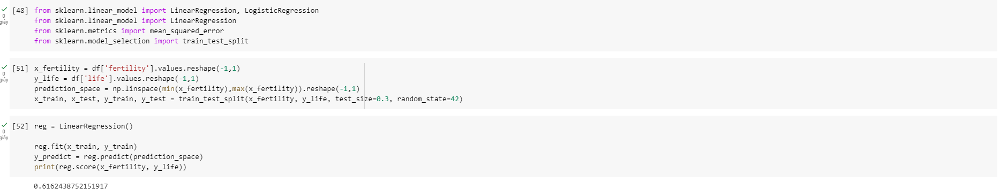 [48] from sklearn.linear_model import LinearRegression, LogisticRegression
0
giây
from sklearn.linear_model import LinearRegression
from sklearn.metrics import mean_squared_error
from sklearn.model_selection import train_test_split
[51] x_fertility = df['fertility'].values.reshape(-1,1)
0
giây
y_life = df['life'].values.reshape(-1,1)
prediction_space = np.linspace(min(x_fertility),max(x_fertility)).reshape(-1,1)
x_train, x_test, y_train, y_test = train_test_split(x_fertility, y_life, test_size=0.3, random_state=42)
[52] reg = LinearRegression()
0
giây
reg.fit(x_train, y_train)
y_predict = reg.predict(prediction_space)
print(reg.score(x_fertility, y_life))
0.6162438752151917